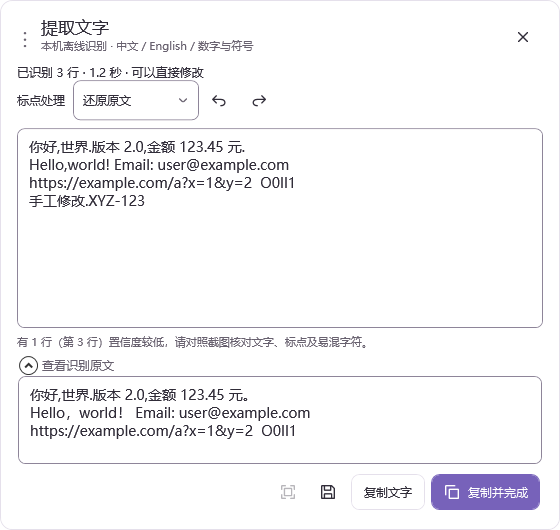 提取文字
本机离线识别 · 中文 / English / 数字与符号
已识别 3 行 · 1.2 秒 · 可以直接修改
标点处理 还原原文
你好,世界.版本 2.0,金额 123.45 元.
Hello,world! Email: user@example.com
https://example.com/a?x=1&y=2  O0Il1
手工修改.XYZ-123
有 1 行（第 3 行）置信度较低，请对照截图核对文字、标点及易混字符。
查看识别原文
你好,世界.版本 2.0,金额 123.45 元。
Hello，world！ Email: user@example.com
https://example.com/a?x=1&y=2  O0Il1
复制文字 复制并完成